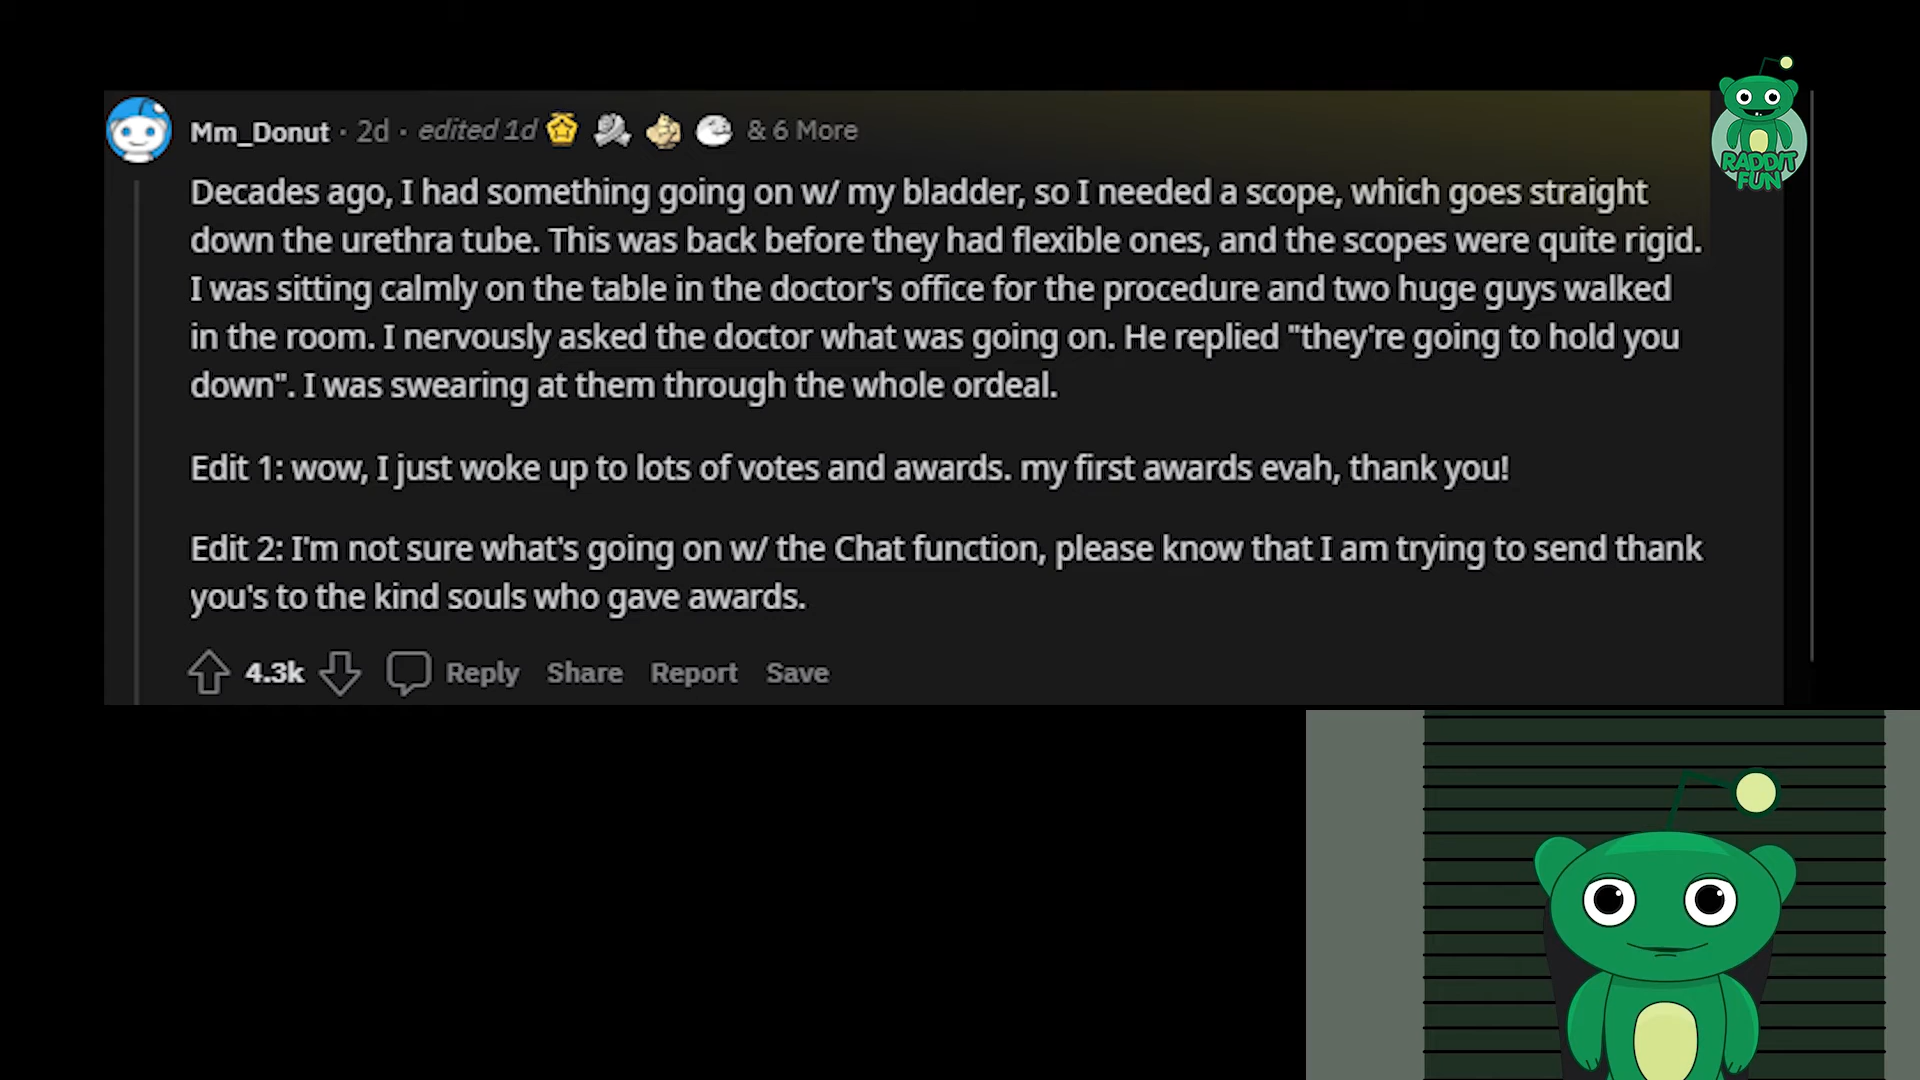 Mm_Donut · 2d · edited 1d & 6 More
RADDIT
FUN
Decades ago, I had something going on w/ my bladder, so I needed a scope, which goes straight
down the urethra tube. This was back before they had flexible ones, and the scopes were quite rigid.
I was sitting calmly on the table in the doctor's office for the procedure and two huge guys walked
in the room. I nervously asked the doctor what was going on. He replied "they're going to hold you
down". I was swearing at them through the whole ordeal.
Edit 1: wow, I just woke up to lots of votes and awards. my first awards evah, thank you!
Edit 2: I'm not sure what's going on w/ the Chat function, please know that I am trying to send thank
you's to the kind souls who gave awards.
4.3k Reply Share Report Save